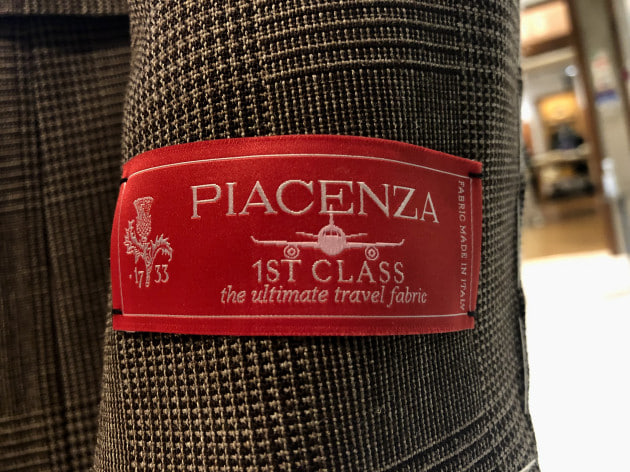 PIACENZA
1ST CLASS
the ultimate travel fabric
·1733
FABRIC MADE IN ITALY